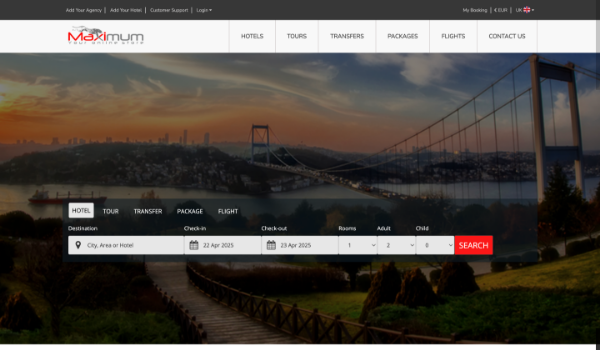 Add Your Agency | Add Your Hotel | Customer Support | Login
My Booking | € EUR | UK
Maximum
Your online store
HOTELS TOURS TRANSFERS PACKAGES FLIGHTS CONTACT US
HOTEL TOUR TRANSFER PACKAGE FLIGHT
Destination Check-in Check-out Rooms Adult Child
City, Area or Hotel 22 Apr 2025 23 Apr 2025 1 2 0 SEARCH